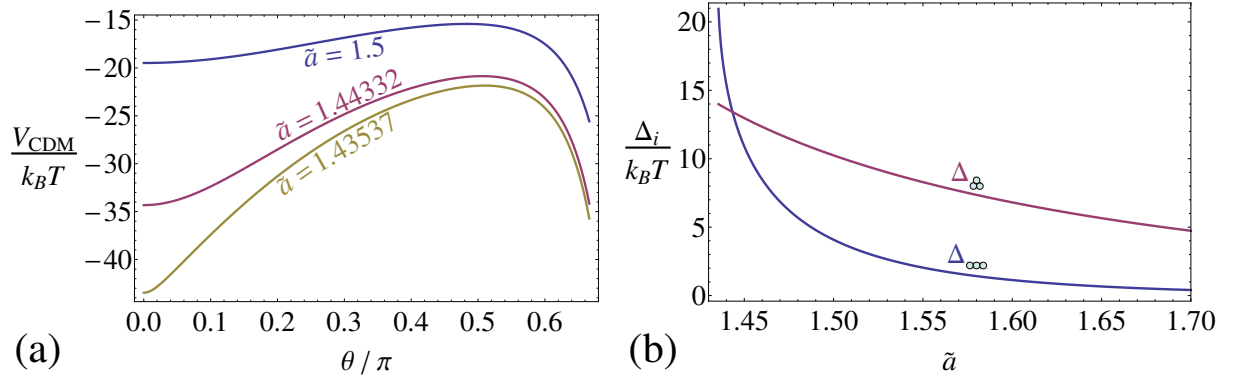 −15
−20
−25
−30
−35
−40
V_CDM
k_B T
ã = 1.5
ã = 1.44332
ã = 1.43537
0.0 0.1 0.2 0.3 0.4 0.5 0.6
θ / π
(a)
20
15
10
5
0
Δ_i
k_B T
Δ
Δ
1.45 1.50 1.55 1.60 1.65 1.70
ã
(b)